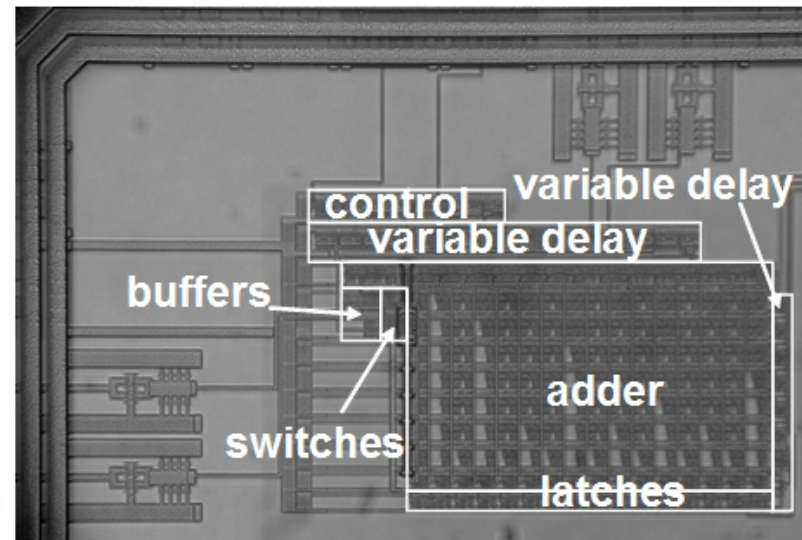 control
variable delay
variable delay
buffers
switches
adder
latches